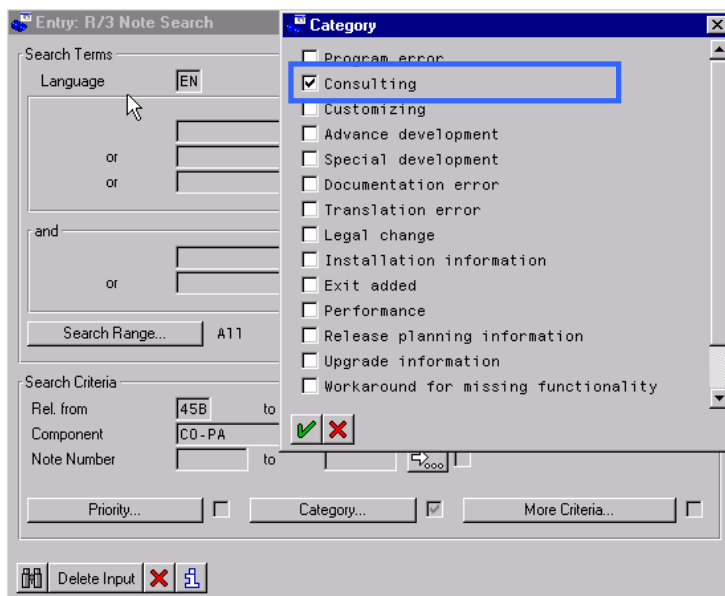 Entry: R/3 Note Search
Search Terms
Language EN
or
or
and
or
Search Range... All
Search Criteria
Rel. from 45B to
Component CO-PA
Note Number to
Priority... Category... More Criteria...
Delete Input
Category
Program error
Consulting
Customizing
Advance development
Special development
Documentation error
Translation error
Legal change
Installation information
Exit added
Performance
Release planning information
Upgrade information
Workaround for missing functionality